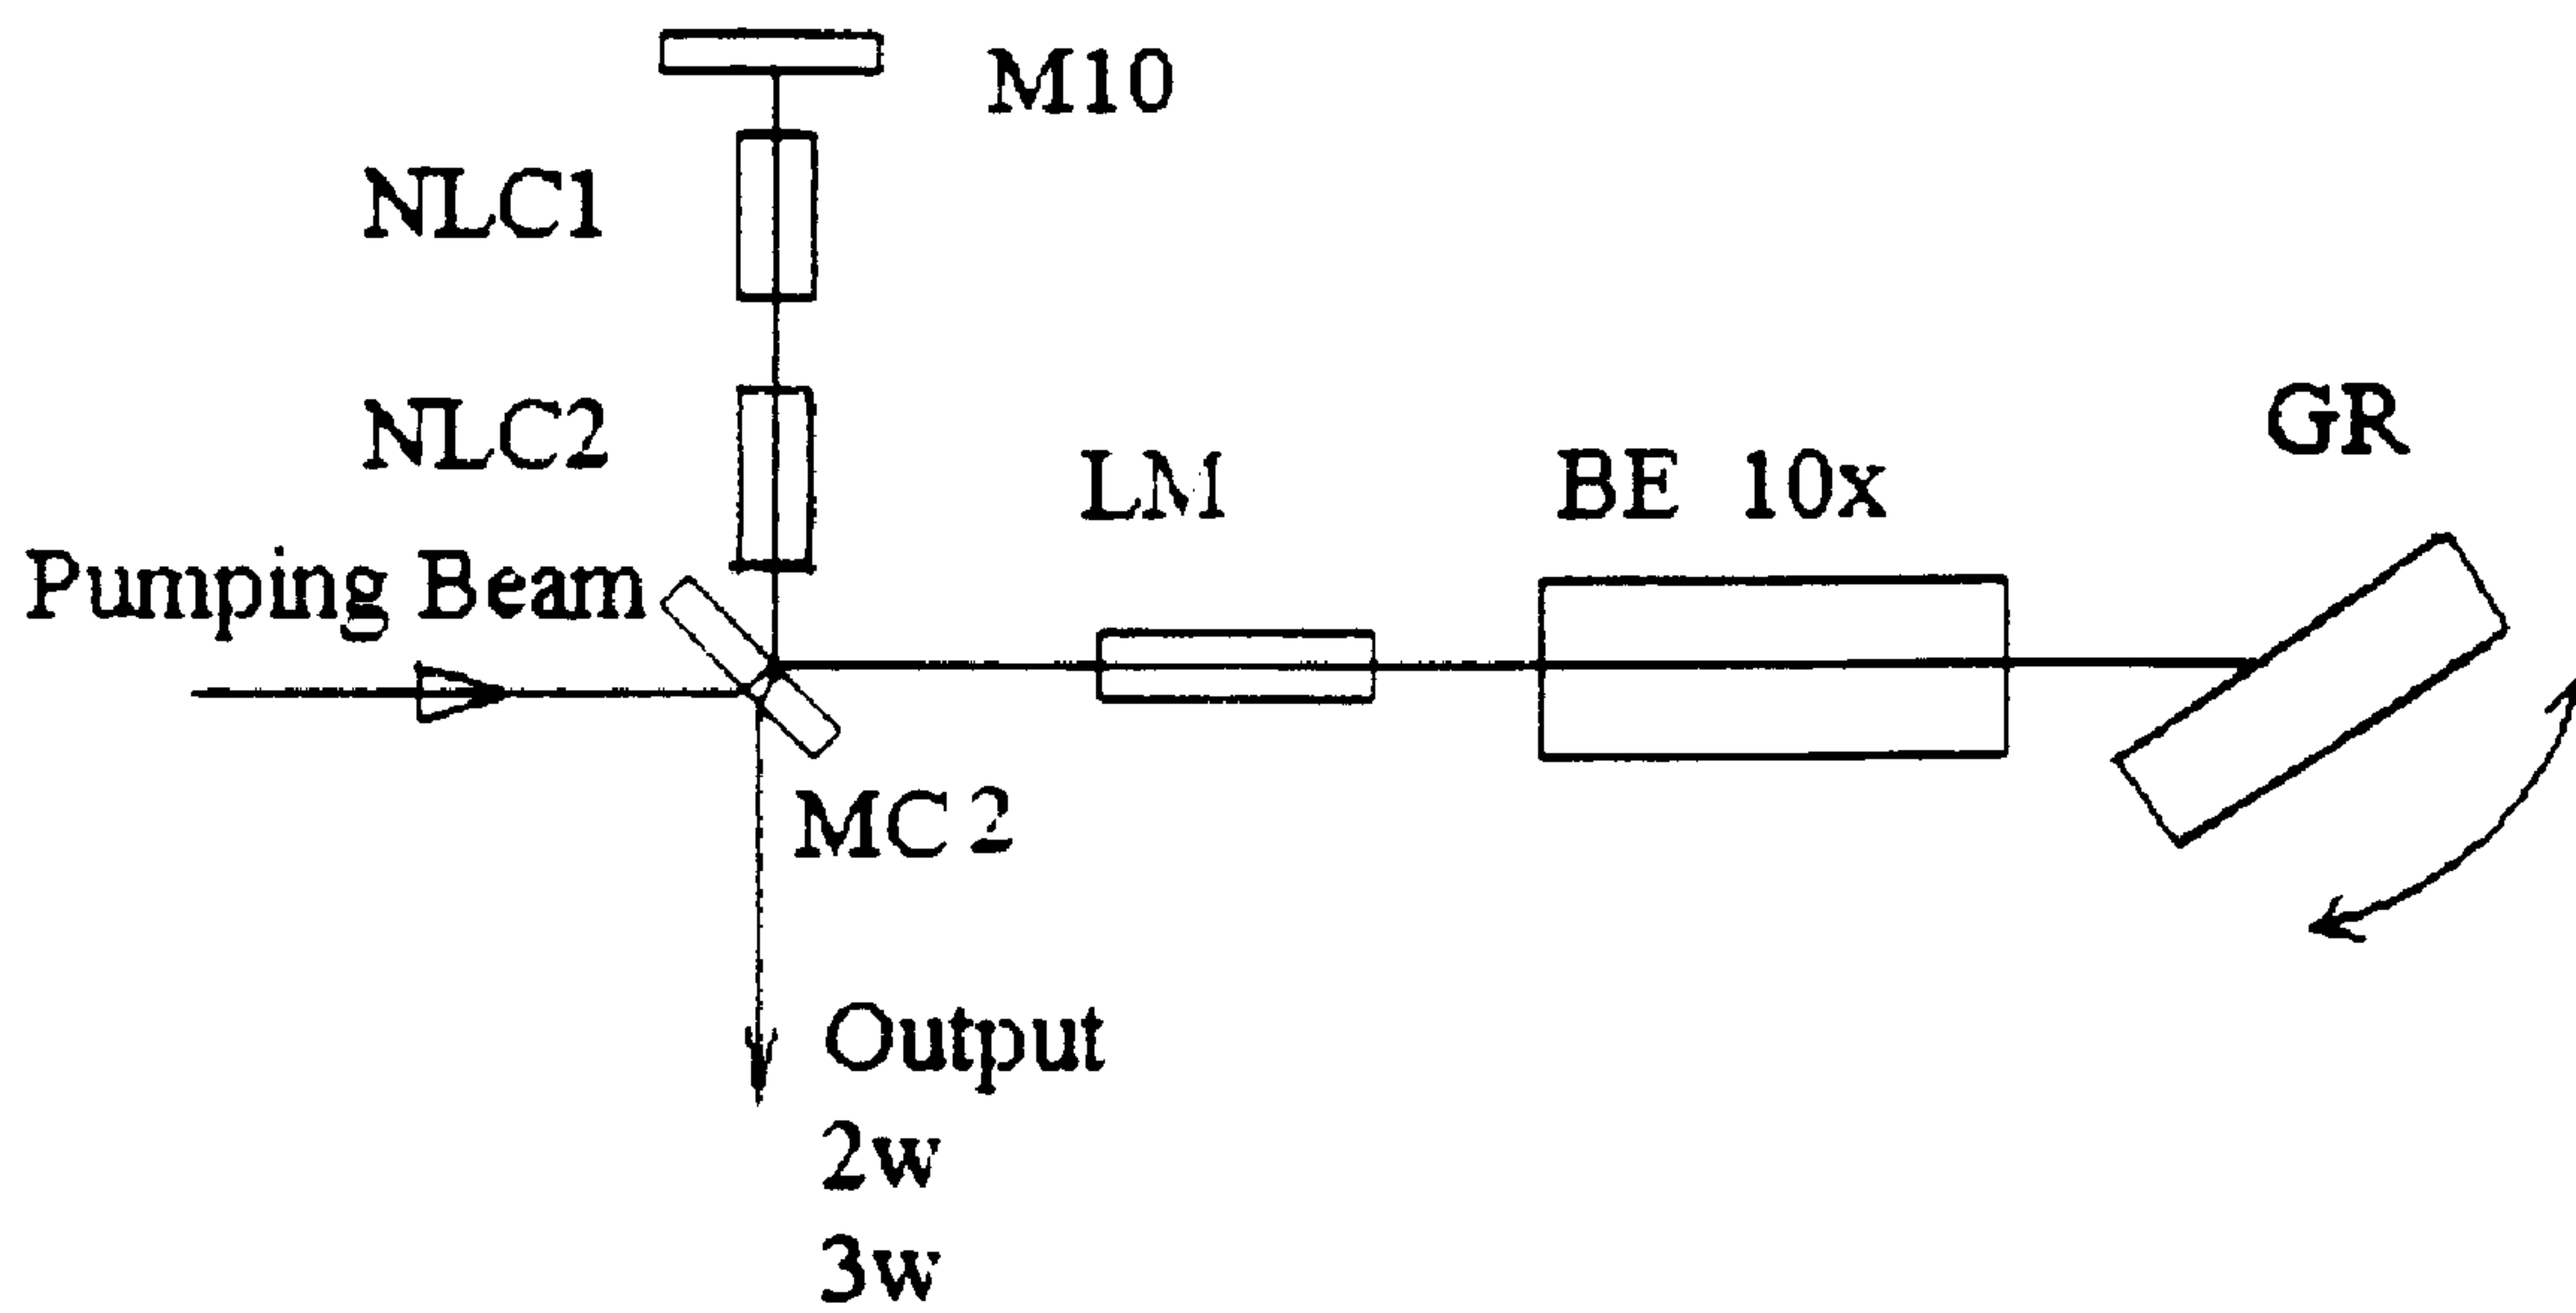 M10
NLC1
NLC2
GR
LM
BE 10x
Pumping Beam
MC 2
Output
2w
3w